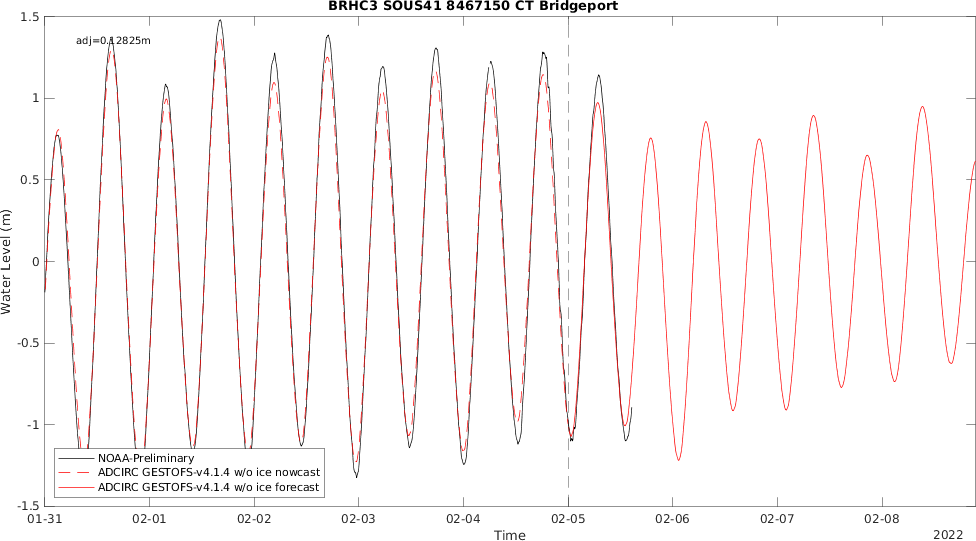 BRHC3 SOUS41 8467150 CT Bridgeport
adj=0.12825m
1.5
1
0.5
0
-0.5
-1
-1.5
Water Level (m)
NOAA-Preliminary
ADCIRC GESTOFS-v4.1.4 w/o ice nowcast
ADCIRC GESTOFS-v4.1.4 w/o ice forecast
01-31 02-01 02-02 02-03 02-04 02-05 02-06 02-07 02-08
Time
2022